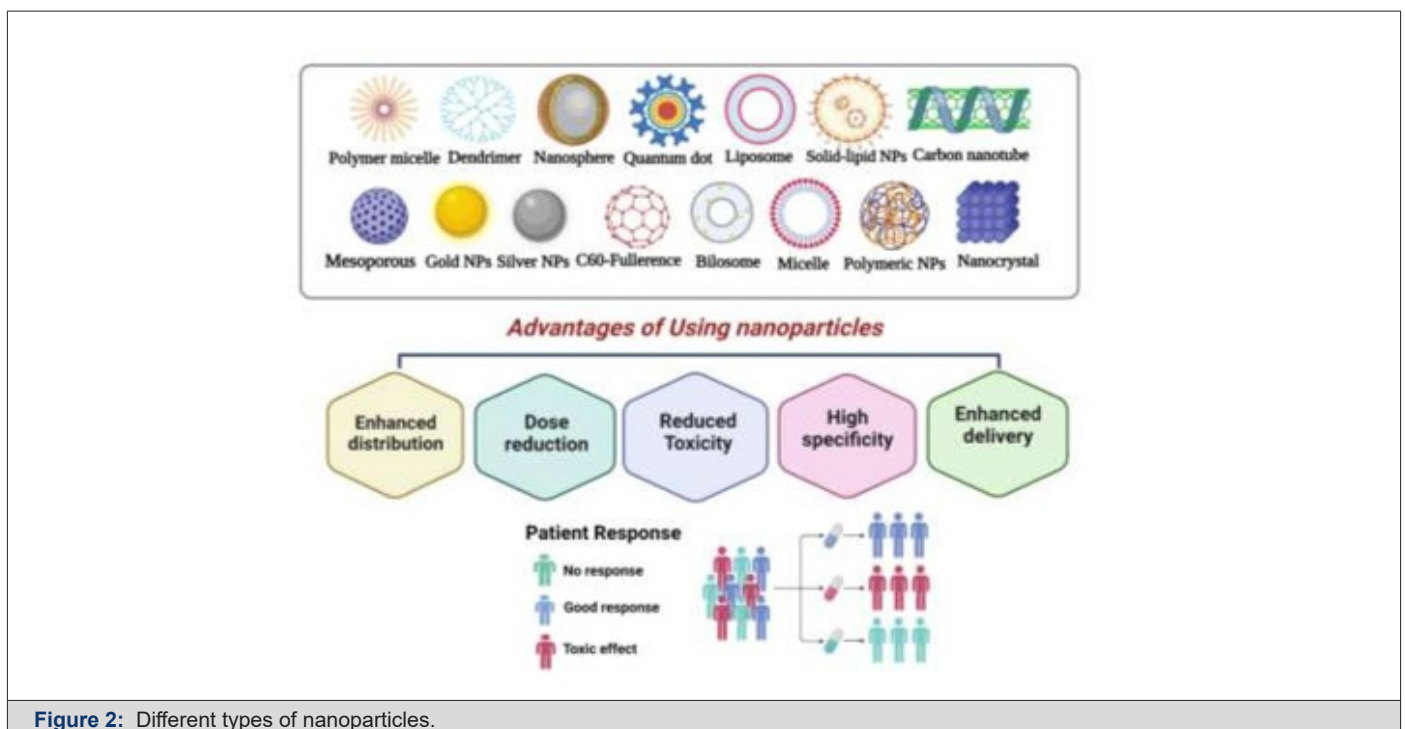 Polymer micelle Dendrimer Nanosphere Quantum dot Liposome Solid-lipid NPs Carbon nanotube
Mesoporous Gold NPs Silver NPs C60-Fullerence Bilosome Micelle Polymeric NPs Nanocrystal
Advantages of Using nanoparticles
Enhanced
distribution
Dose
reduction
Reduced
Toxicity
High
specificity
Enhanced
delivery
Patient Response
No response
Good response
Toxic effect
Figure 2: Different types of nanoparticles.